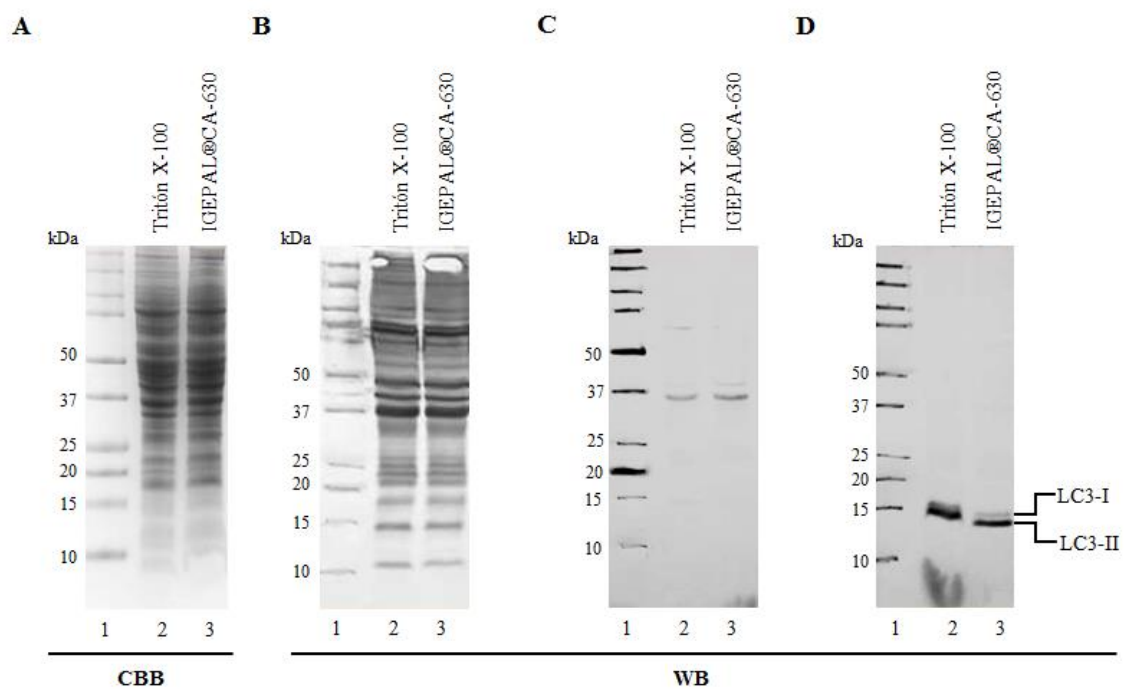 A
B
C
D
Tritón X-100
IGEPAL®CA-630
Tritón X-100
IGEPAL®CA-630
Tritón X-100
IGEPAL®CA-630
Tritón X-100
IGEPAL®CA-630
kDa
50
37
25
20
15
10
kDa
50
37
25
20
15
10
kDa
50
37
25
20
15
10
kDa
50
37
25
20
15
10
LC3-I
LC3-II
1 2 3
1 2 3
1 2 3
1 2 3
CBB
WB